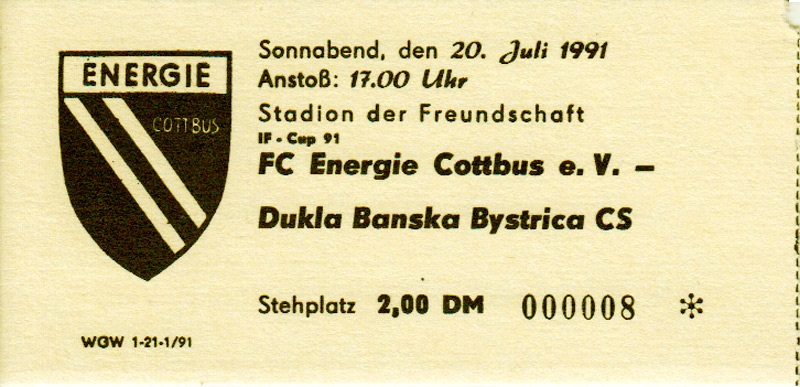 ENERGIE
COTTBUS
Sonnabend, den 20. Juli 1991
Anstoß: 17.00 Uhr
Stadion der Freundschaft
IF - Cup 91
FC Energie Cottbus e. V. –
Dukla Banska Bystrica CS
Stehplatz 2,00 DM 000008 *
WGW 1-21-1/91